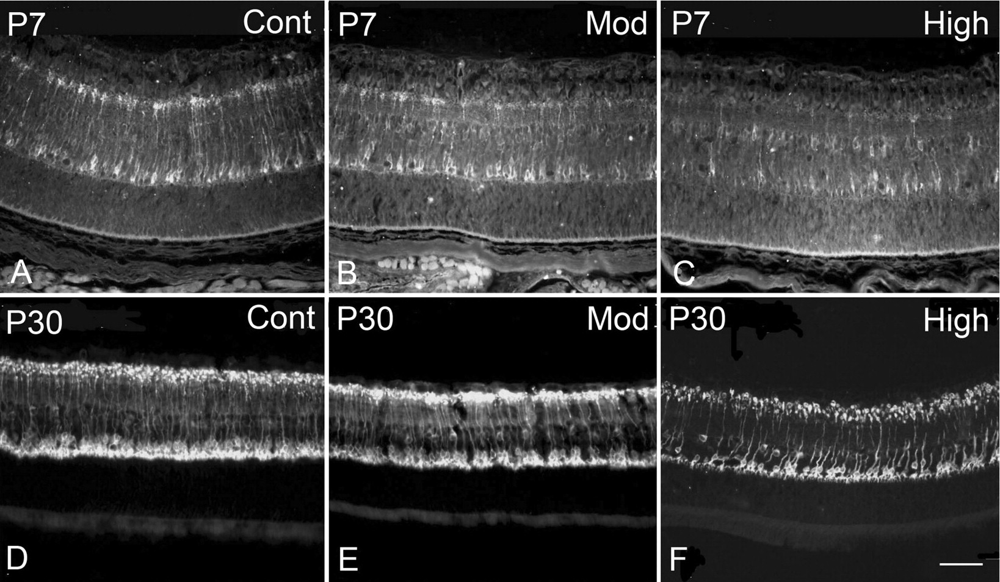 P7 Cont
A
P7 Mod
B
P7 High
C
P30 Cont
D
P30 Mod
E
P30 High
F